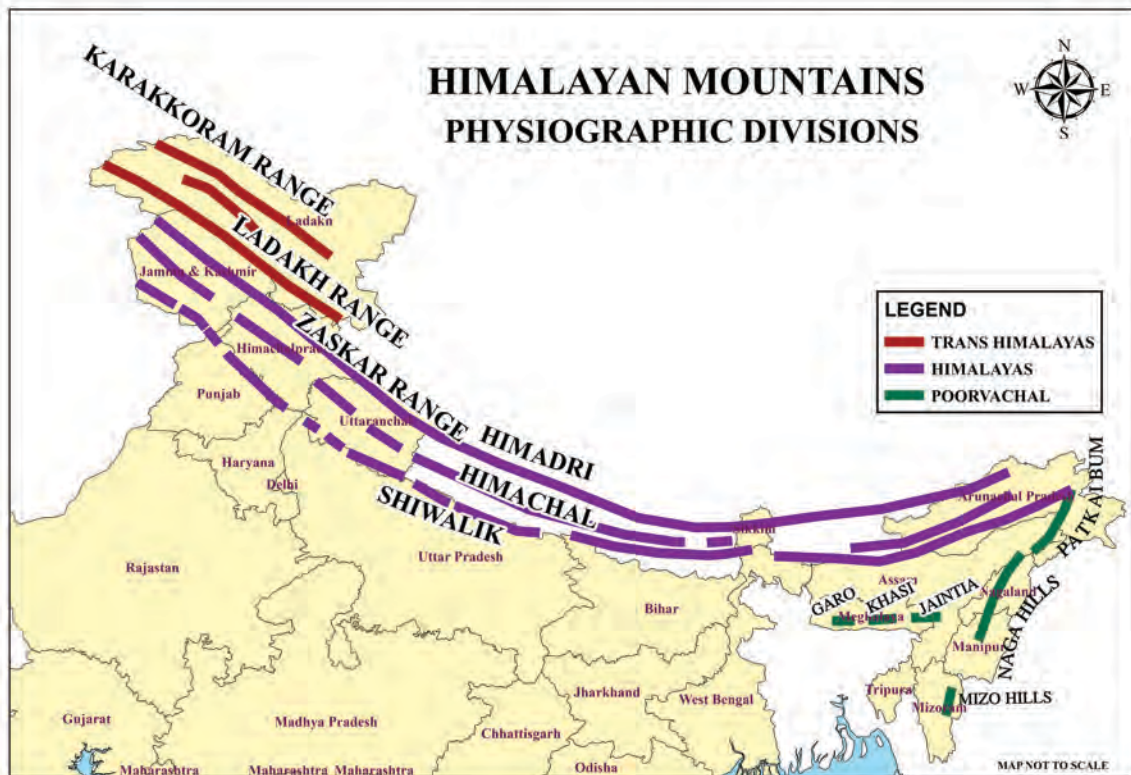 HIMALAYAN MOUNTAINS
PHYSIOGRAPHIC DIVISIONS
N
W E
S
KARAKKORAM RANGE
Ladakn
LADAKH RANGE
Jammu & Kashmir
ZASKAR RANGE
LEGEND
TRANS HIMALAYAS
HIMALAYAS
POORVACHAL
Punjab
Uttaranchal
HIMADRI
Haryana
Delhi
HIMACHAL
SHIWALIK
Sikkim
Arunachal Pradesh
PATKAI BUM
Rajastan
Uttar Pradesh
Bihar
Assam
GARO
KHASI
JAINTIA
Meghalaya
Nagaland
NAGA HILLS
Manipur
Jharkhand
West Bengal
Tripura
MIZO HILLS
Mizoram
Gujarat
Madhya Pradesh
Chhattisgarh
Maharashtra
Maharashtra
Maharashtra
Odisha
MAP NOT TO SCALE